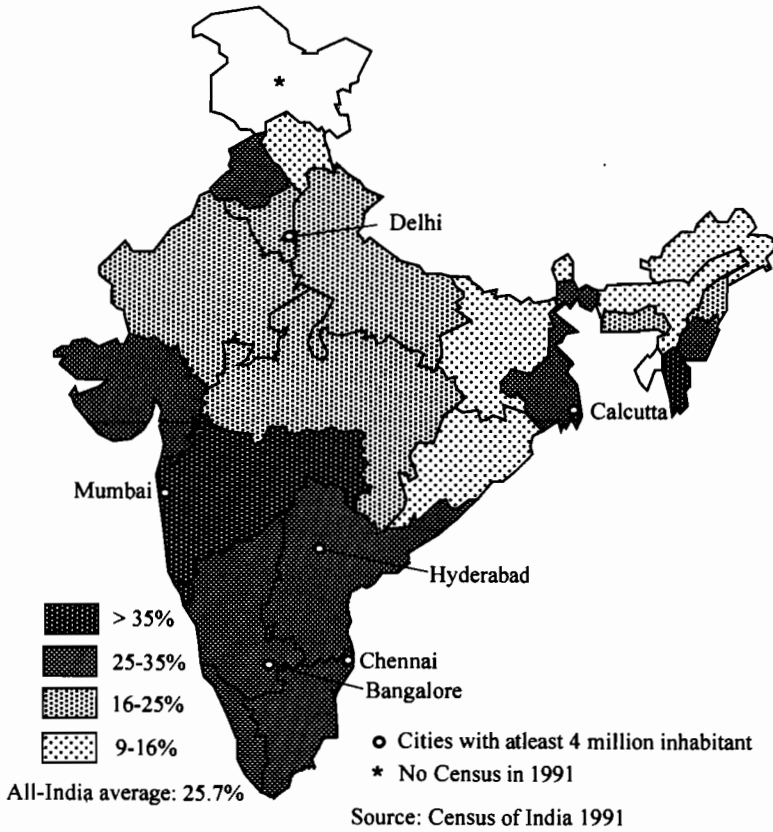 *
Delhi
Calcutta
Mumbai
Hyderabad
Chennai
Bangalore
> 35%
25-35%
16-25%
9-16%
All-India average: 25.7%
Cities with atleast 4 million inhabitant
* No Census in 1991
Source: Census of India 1991